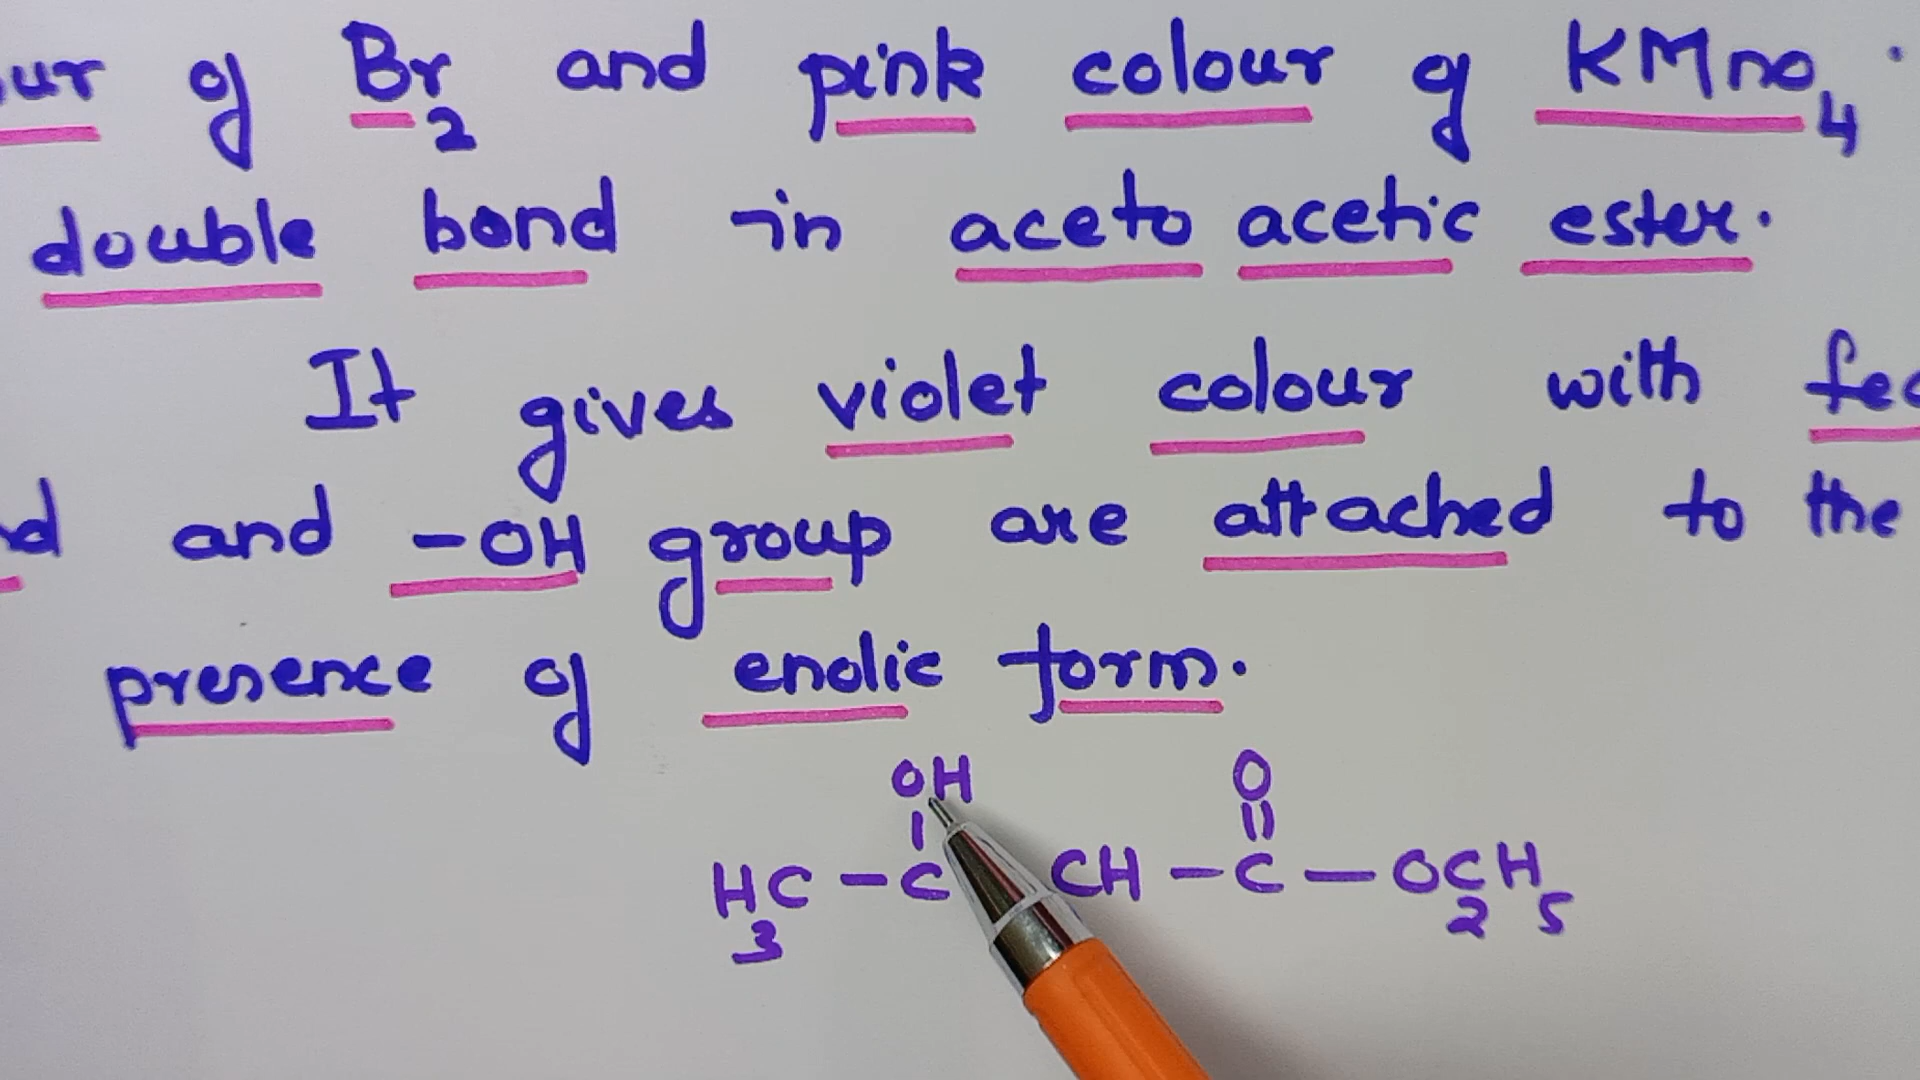 of Br2 and pink colour of KMno4.
double bond in aceto acetic ester.
It gives violet colour with
and -OH group are attached to the
presence of enolic form.
OH O
H3C - C CH - C - OC2H5